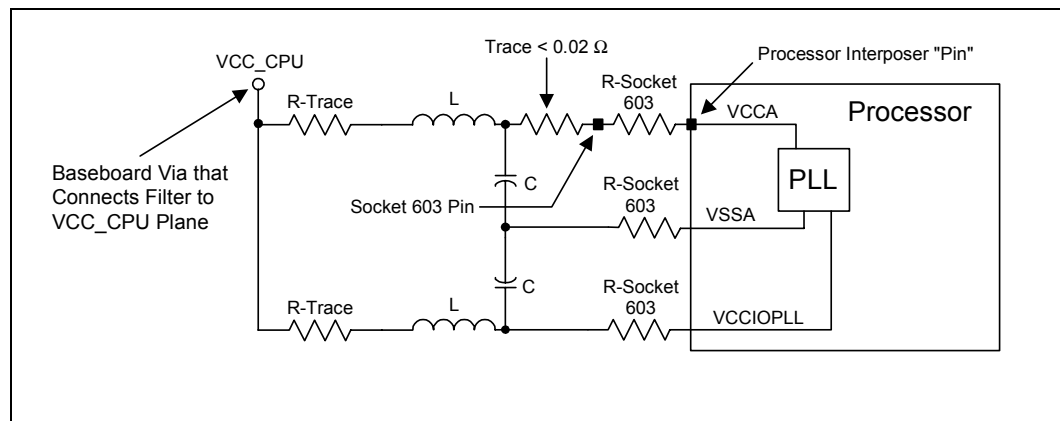 Trace < 0.02 Ω
VCC_CPU
Processor Interposer "Pin"
R-Trace
L
R-Socket
603
VCCA
Processor
PLL
Baseboard Via that
Connects Filter to
VCC_CPU Plane
C
Socket 603 Pin
R-Socket
603
VSSA
R-Trace
L
C
R-Socket
603
VCCIOPLL